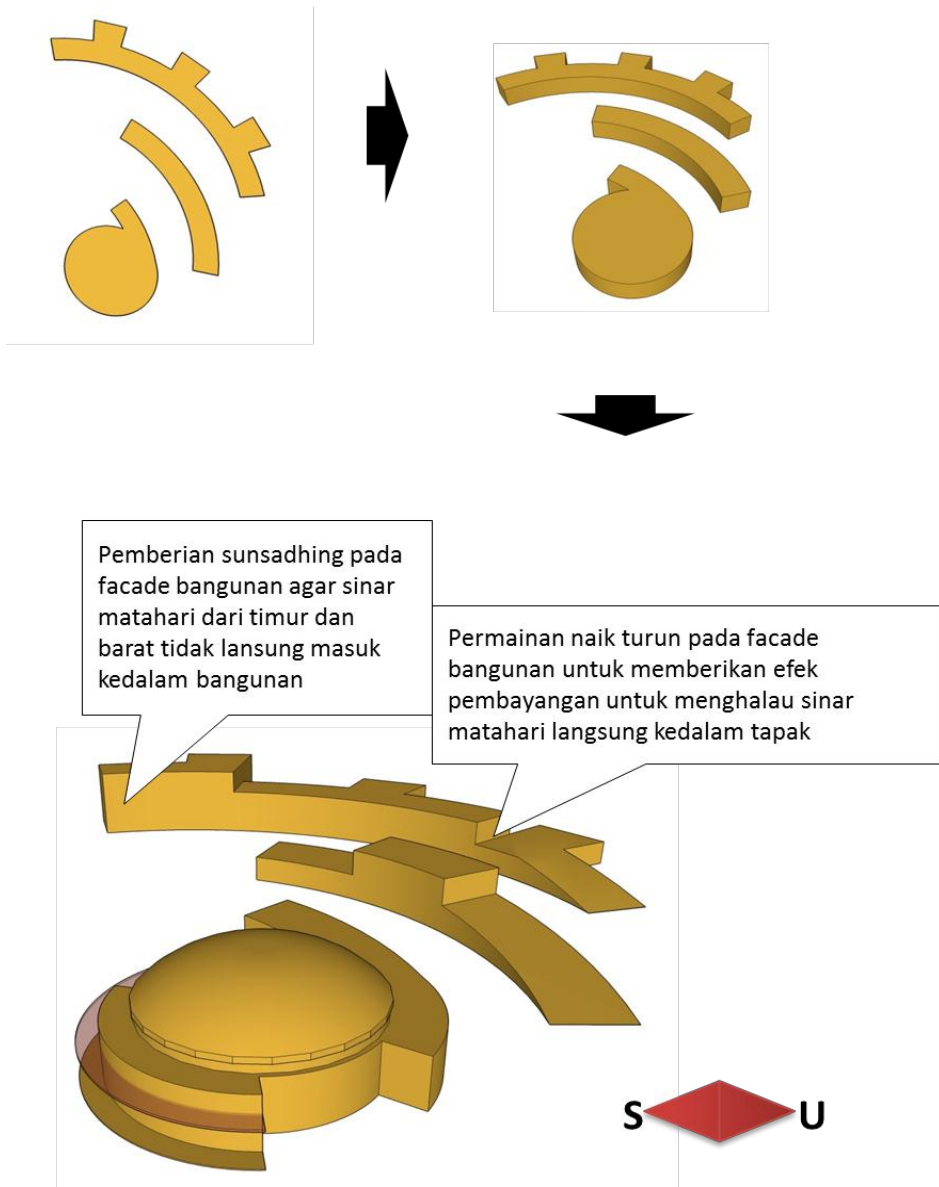 Pemberian sunsadhing pada
facade bangunan agar sinar
matahari dari timur dan
barat tidak lansung masuk
kedalam bangunan
Permainan naik turun pada facade
bangunan untuk memberikan efek
pembayangan untuk menghalau sinar
matahari langsung kedalam tapak
S U